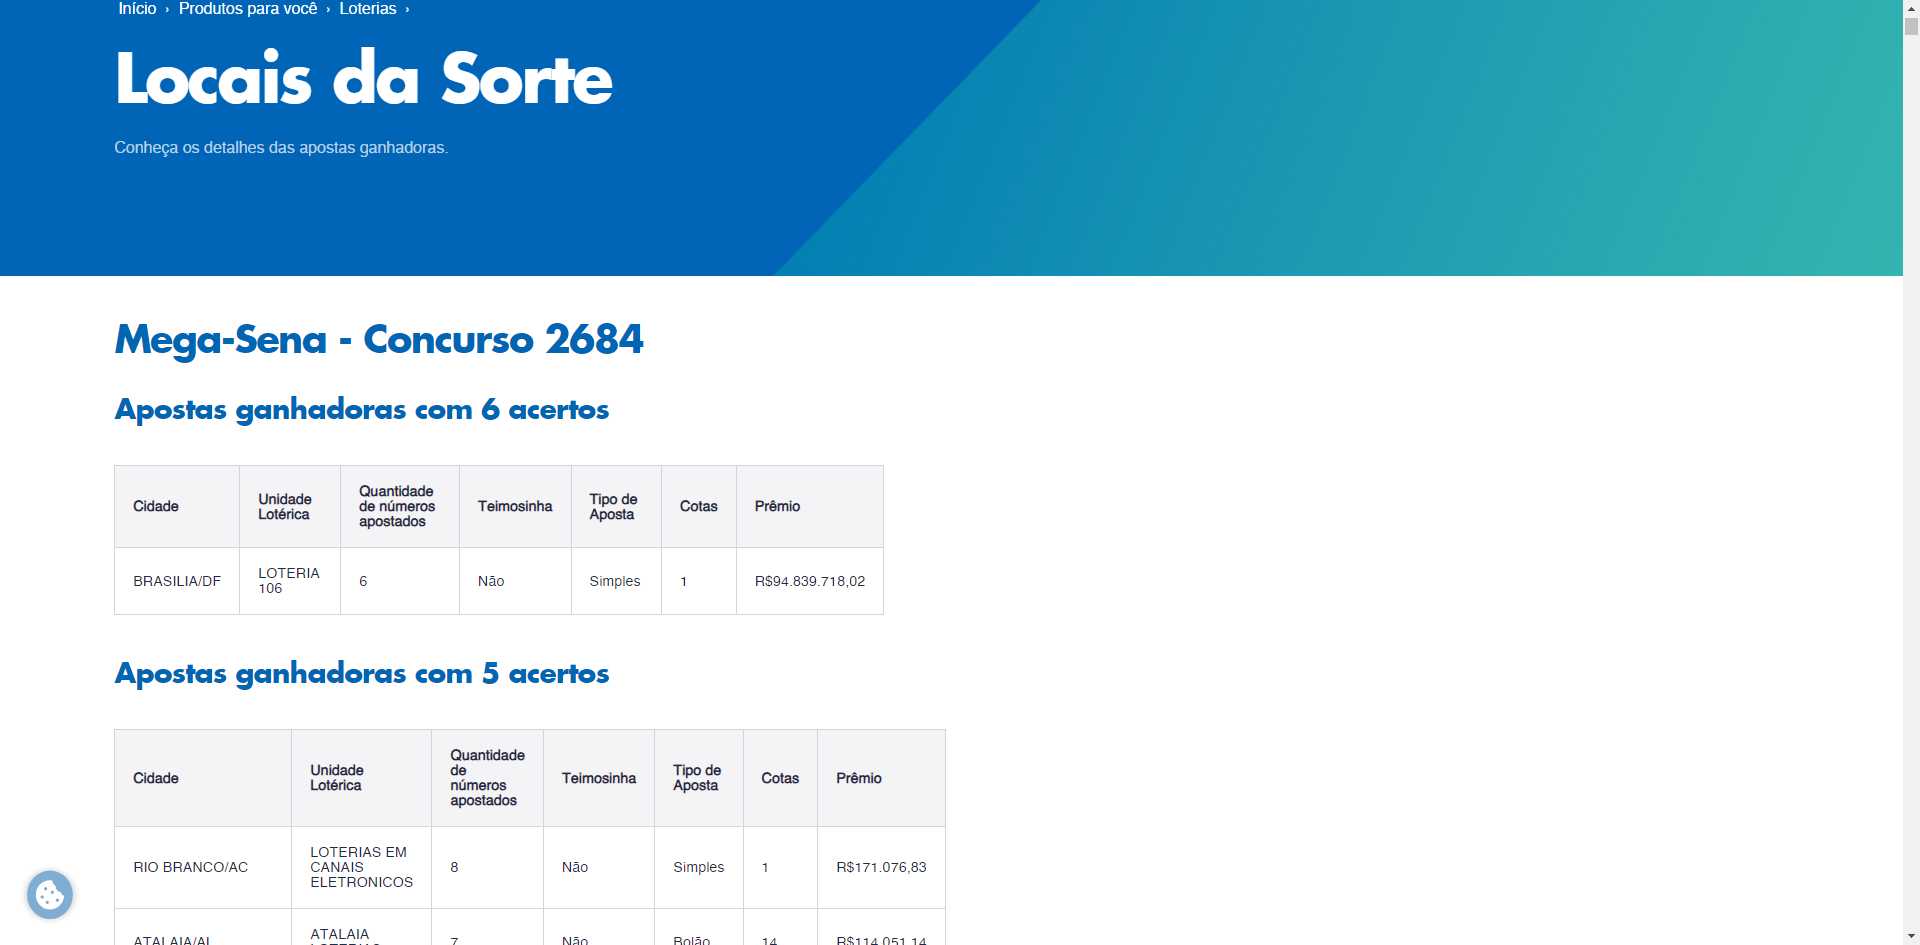 Início › Produtos para você › Loterias ›
Locais da Sorte
Conheça os detalhes das apostas ganhadoras.
Mega-Sena - Concurso 2684
Apostas ganhadoras com 6 acertos
Cidade
Unidade
Lotérica
Quantidade
de números
apostados
Teimosinha
Tipo de
Aposta
Cotas
Prêmio
BRASILIA/DF
LOTERIA
106
6
Não
Simples
1
R$94.839.718,02
Apostas ganhadoras com 5 acertos
Cidade
Unidade
Lotérica
Quantidade
de
números
apostados
Teimosinha
Tipo de
Aposta
Cotas
Prêmio
RIO BRANCO/AC
LOTERIAS EM
CANAIS
ELETRONICOS
8
Não
Simples
1
R$171.076,83
ATALAIA/AL
ATALAIA
LOTERIAS
7
Não
Bolão
14
R$114.051,14